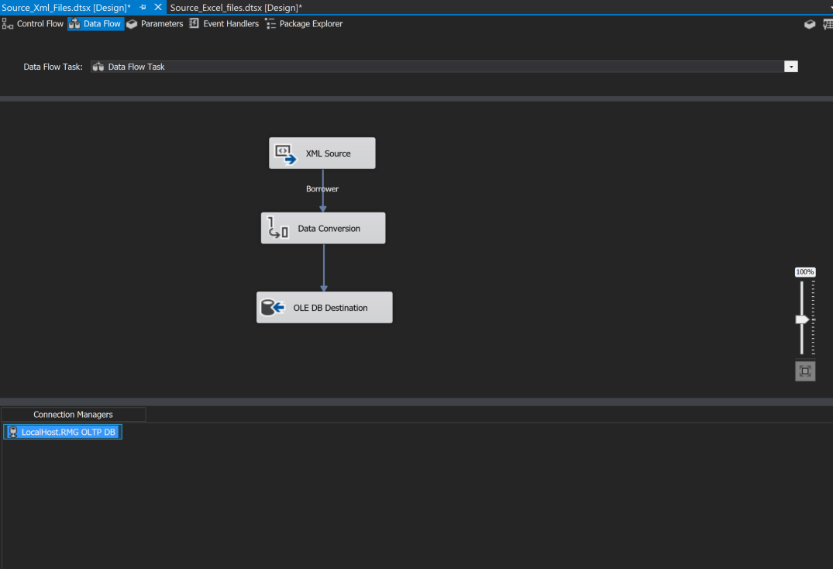 Source_Xml_Files.dtsx [Design]* Source_Excel_files.dtsx [Design]*
Control Flow Data Flow Parameters Event Handlers Package Explorer
Data Flow Task: Data Flow Task
XML Source
Borrower
Data Conversion
OLE DB Destination
100%
Connection Managers
LocalHost.RMG OLTP DB